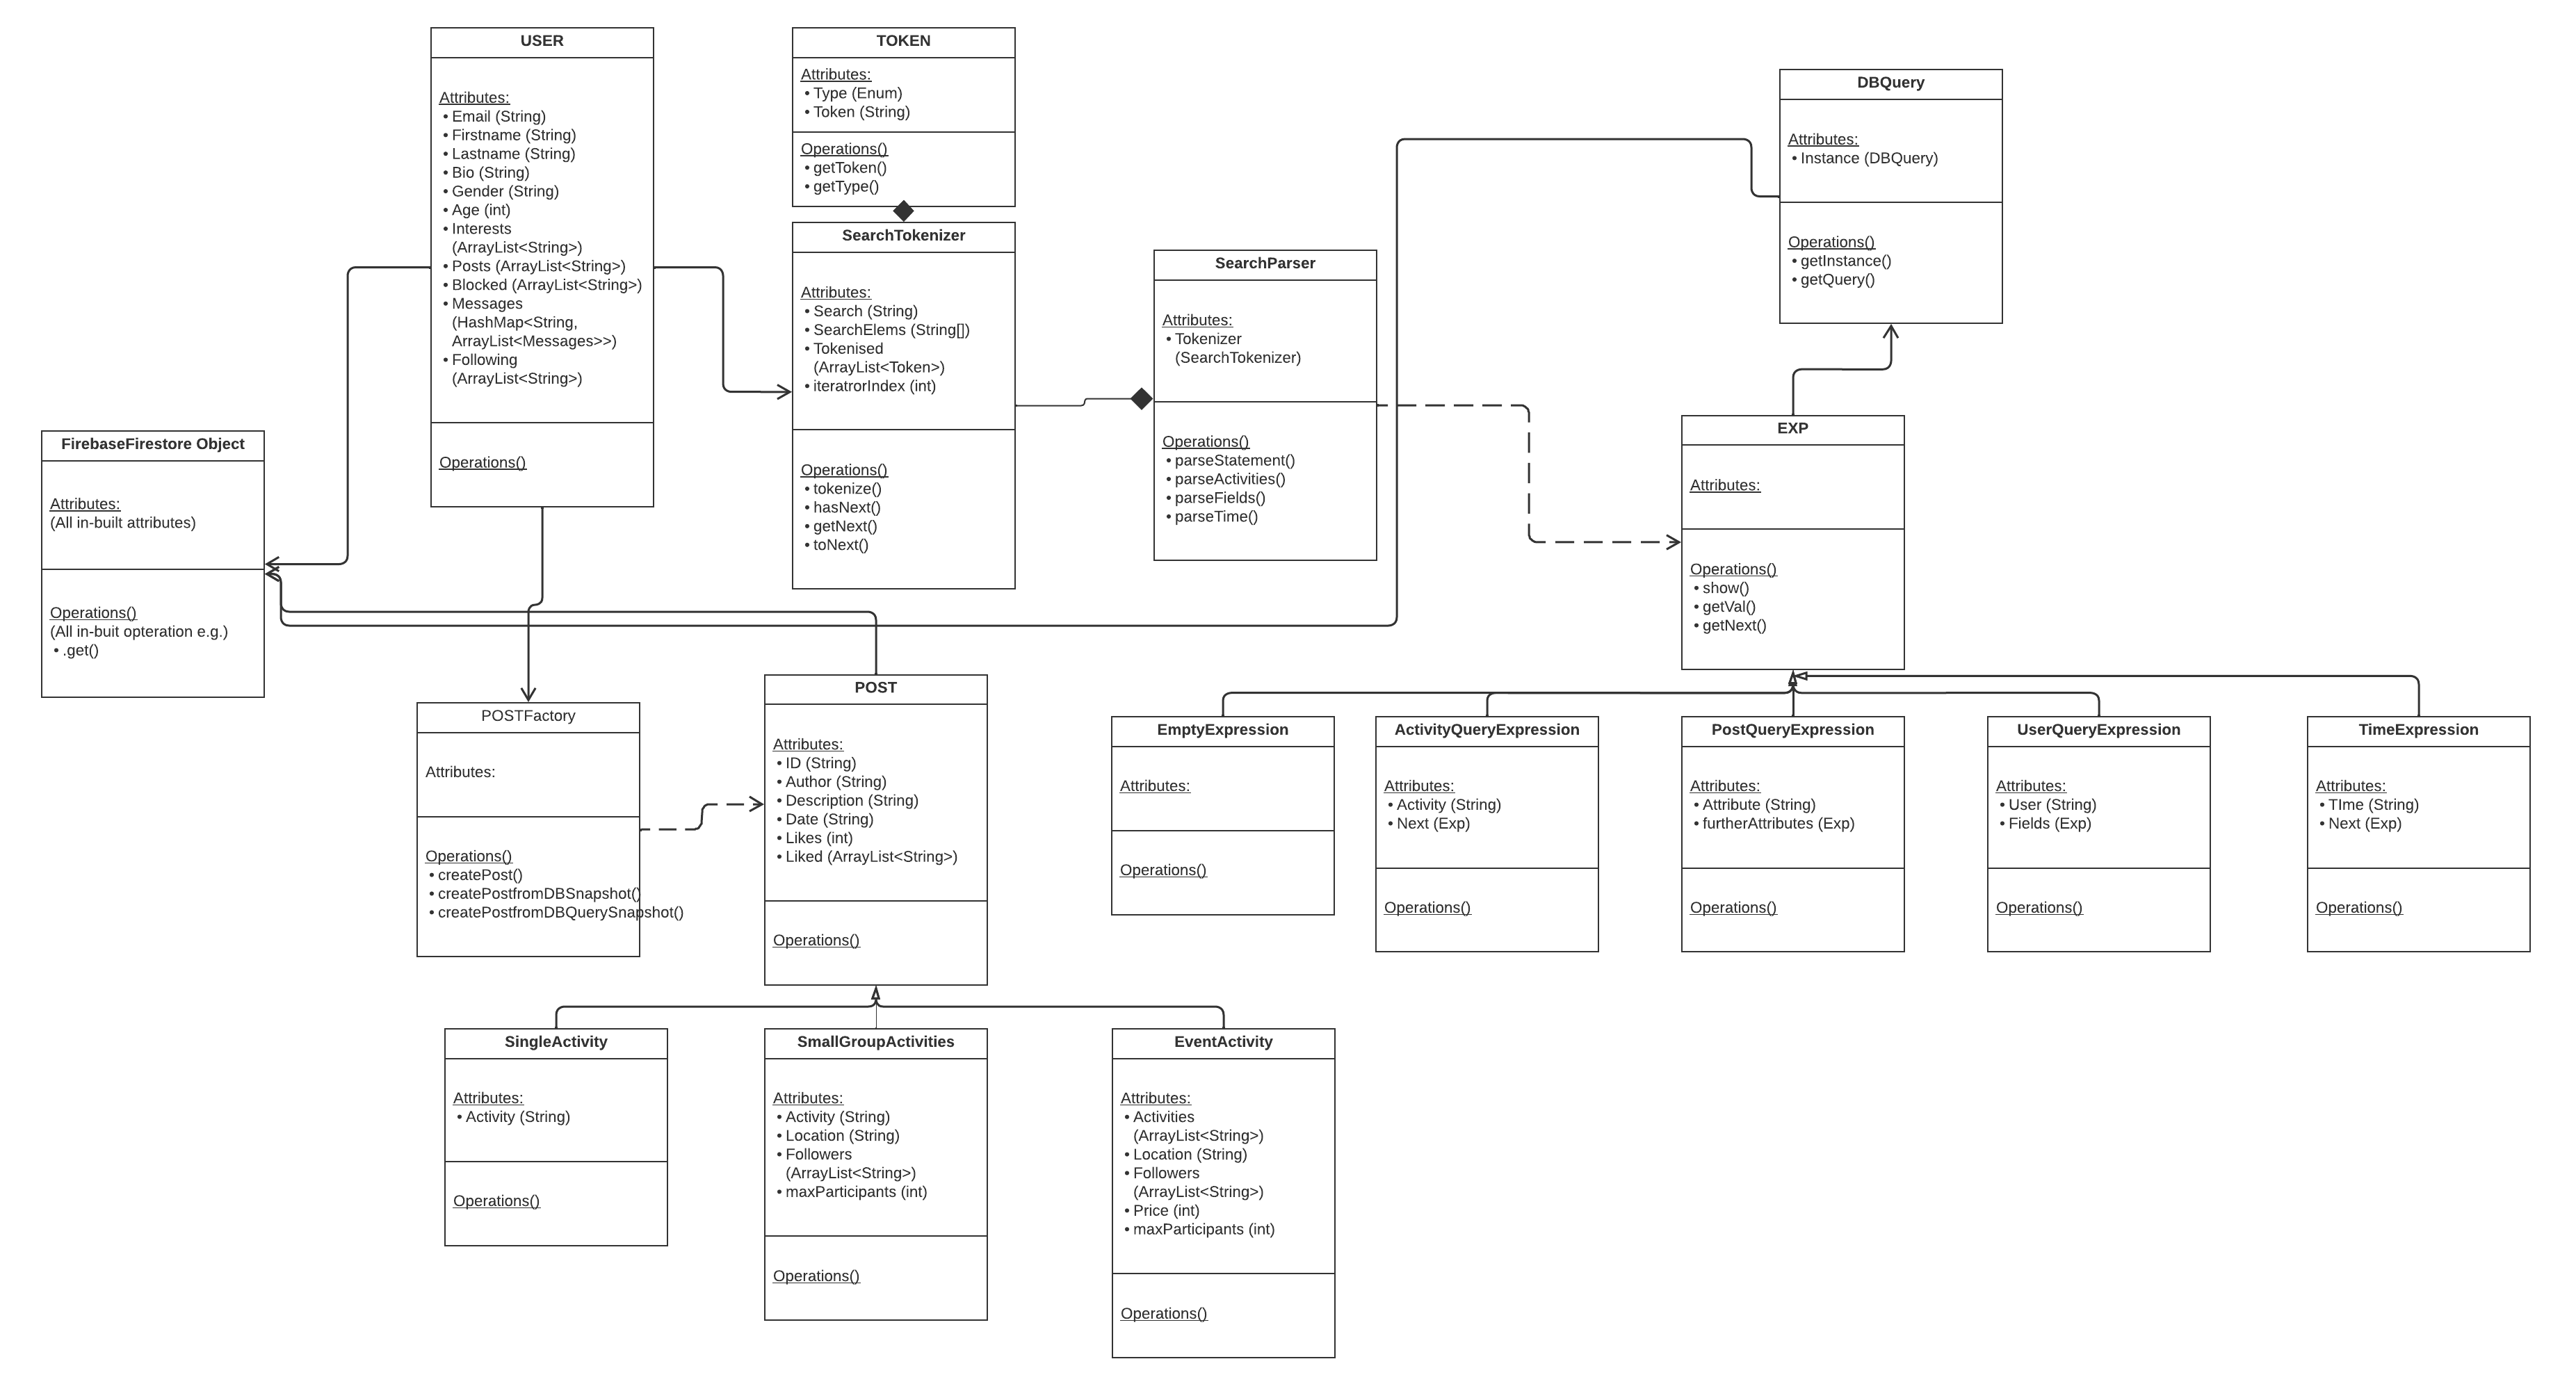 USER
Attributes:
• Email (String)
• Firstname (String)
• Lastname (String)
• Bio (String)
• Gender (String)
• Age (int)
• Interests
(ArrayList<String>)
• Posts (ArrayList<String>)
• Blocked (ArrayList<String>)
• Messages
(HashMap<String,
ArrayList<Messages>>)
• Following
(ArrayList<String>)
Operations()
TOKEN
Attributes:
• Type (Enum)
• Token (String)
Operations()
• getToken()
• getType()
SearchTokenizer
Attributes:
• Search (String)
• SearchElems (String[])
• Tokenised
(ArrayList<Token>)
• iteratrorIndex (int)
Operations()
• tokenize()
• hasNext()
• getNext()
• toNext()
SearchParser
Attributes:
• Tokenizer
(SearchTokenizer)
Operations()
• parseStatement()
• parseActivities()
• parseFields()
• parseTime()
DBQuery
Attributes:
• Instance (DBQuery)
Operations()
• getInstance()
• getQuery()
EXP
Attributes:
Operations()
• show()
• getVal()
• getNext()
FirebaseFirestore Object
Attributes:
(All in-built attributes)
Operations()
(All in-buit opteration e.g.)
• .get()
POSTFactory
Attributes:
Operations()
• createPost()
• createPostfromDBSnapshot()
• createPostfromDBQuerySnapshot()
POST
Attributes:
• ID (String)
• Author (String)
• Description (String)
• Date (String)
• Likes (int)
• Liked (ArrayList<String>)
Operations()
EmptyExpression
Attributes:
Operations()
ActivityQueryExpression
Attributes:
• Activity (String)
• Next (Exp)
Operations()
PostQueryExpression
Attributes:
• Attribute (String)
• furtherAttributes (Exp)
Operations()
UserQueryExpression
Attributes:
• User (String)
• Fields (Exp)
Operations()
TimeExpression
Attributes:
• TIme (String)
• Next (Exp)
Operations()
SingleActivity
Attributes:
• Activity (String)
Operations()
SmallGroupActivities
Attributes:
• Activity (String)
• Location (String)
• Followers
(ArrayList<String>)
• maxParticipants (int)
Operations()
EventActivity
Attributes:
• Activities
(ArrayList<String>)
• Location (String)
• Followers
(ArrayList<String>)
• Price (int)
• maxParticipants (int)
Operations()